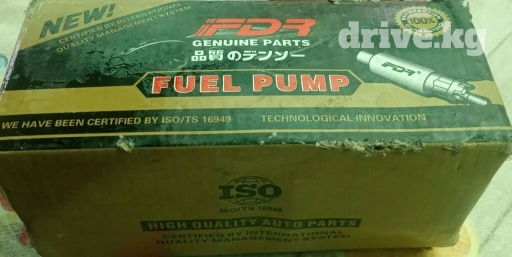 NEW!
CERTIFIED BY INTERNATIONAL
QUALITY MANAGEMENT SYSTEM
FDR
GENUINE PARTS
品質のデンソー
100%
drive.kg
FUEL PUMP
FDR
WE HAVE BEEN CERTIFIED BY ISO/TS 16949
TECHNOLOGICAL INNOVATION
ISO
ISO/TS 16949
HIGH QUALITY AUTO PARTS
CERTIFIED BY INTERNATIONAL
QUALITY MANAGEMENT SYSTEM